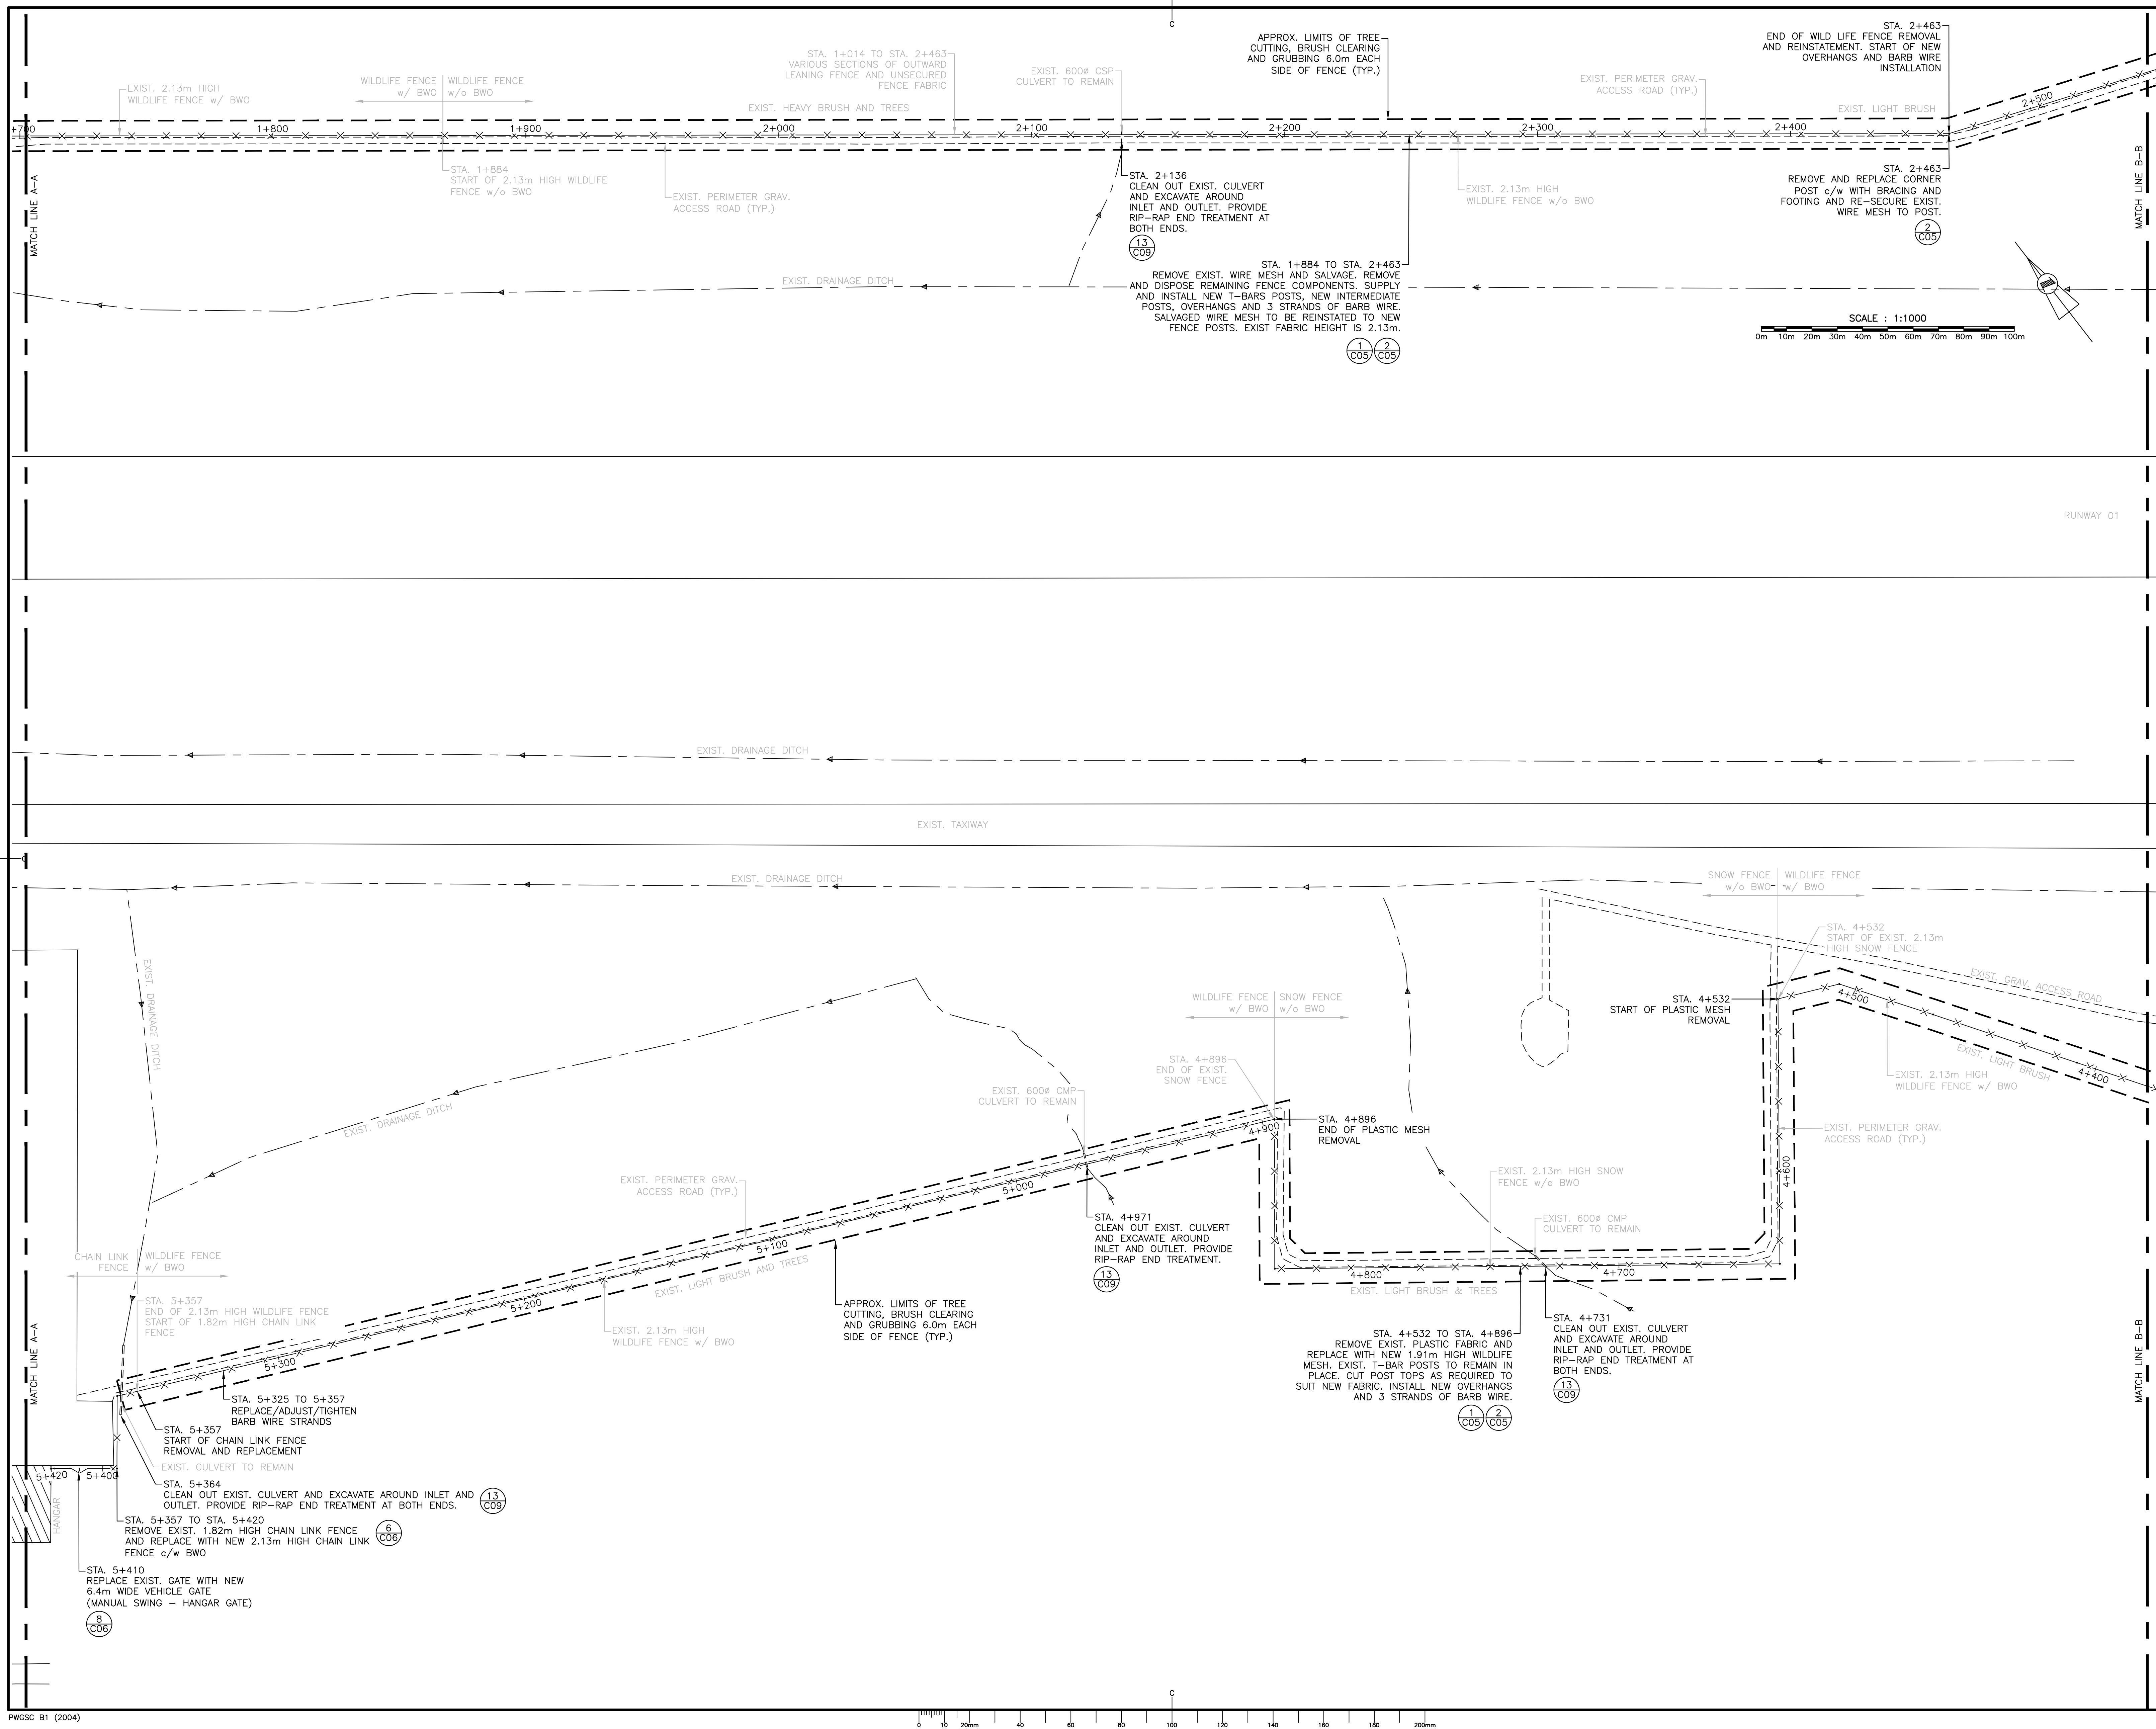 C
STA. 1+014 TO STA. 2+463
VARIOUS SECTIONS OF OUTWARD
LEANING FENCE AND UNSECURED
FENCE FABRIC
APPROX. LIMITS OF TREE
CUTTING, BRUSH CLEARING
AND GRUBBING 6.0m EACH
SIDE OF FENCE (TYP.)
STA. 2+463
END OF WILD LIFE FENCE REMOVAL
AND REINSTATEMENT. START OF NEW
OVERHANGS AND BARB WIRE
INSTALLATION
EXIST. 2.13m HIGH
WILDLIFE FENCE w/ BWO
WILDLIFE FENCE
w/ BWO
WILDLIFE FENCE
w/o BWO
EXIST. 600ø CSP
CULVERT TO REMAIN
EXIST. PERIMETER GRAV.
ACCESS ROAD (TYP.)
EXIST. HEAVY BRUSH AND TREES
EXIST. LIGHT BRUSH
+700
1+800
1+900
2+000
2+100
2+200
2+300
2+400
2+500
MATCH LINE A-A
STA. 1+884
START OF 2.13m HIGH WILDLIFE
FENCE w/o BWO
EXIST. PERIMETER GRAV.
ACCESS ROAD (TYP.)
STA. 2+136
CLEAN OUT EXIST. CULVERT
AND EXCAVATE AROUND
INLET AND OUTLET. PROVIDE
RIP-RAP END TREATMENT AT
BOTH ENDS.
13
C09
EXIST. 2.13m HIGH
WILDLIFE FENCE w/o BWO
STA. 2+463
REMOVE AND REPLACE CORNER
POST c/w WITH BRACING AND
FOOTING AND RE-SECURE EXIST.
WIRE MESH TO POST.
2
C05
MATCH LINE B-B
EXIST. DRAINAGE DITCH
STA. 1+884 TO STA. 2+463
REMOVE EXIST. WIRE MESH AND SALVAGE. REMOVE
AND DISPOSE REMAINING FENCE COMPONENTS. SUPPLY
AND INSTALL NEW T-BARS POSTS, NEW INTERMEDIATE
POSTS, OVERHANGS AND 3 STRANDS OF BARB WIRE.
SALVAGED WIRE MESH TO BE REINSTATED TO NEW
FENCE POSTS. EXIST FABRIC HEIGHT IS 2.13m.
1
C05
2
C05
SCALE : 1:1000
0m 10m 20m 30m 40m 50m 60m 70m 80m 90m 100m
RUNWAY 01
EXIST. DRAINAGE DITCH
EXIST. TAXIWAY
C
EXIST. DRAINAGE DITCH
SNOW FENCE
w/o BWO
WILDLIFE FENCE
w/ BWO
STA. 4+532
START OF EXIST. 2.13m
HIGH SNOW FENCE
EXIST. DRAINAGE DITCH
EXIST. GRAV. ACCESS ROAD
WILDLIFE FENCE
w/ BWO
SNOW FENCE
w/o BWO
STA. 4+532
START OF PLASTIC MESH
REMOVAL
4+500
EXIST. LIGHT BRUSH
4+400
EXIST. 2.13m HIGH
WILDLIFE FENCE w/ BWO
STA. 4+896
END OF EXIST.
SNOW FENCE
EXIST. 600ø CMP
CULVERT TO REMAIN
EXIST. DRAINAGE DITCH
4+900
STA. 4+896
END OF PLASTIC MESH
REMOVAL
EXIST. PERIMETER GRAV.
ACCESS ROAD (TYP.)
4+600
EXIST. PERIMETER GRAV.
ACCESS ROAD (TYP.)
5+000
EXIST. 2.13m HIGH SNOW
FENCE w/o BWO
STA. 4+971
CLEAN OUT EXIST. CULVERT
AND EXCAVATE AROUND
INLET AND OUTLET. PROVIDE
RIP-RAP END TREATMENT.
13
C09
EXIST. 600ø CMP
CULVERT TO REMAIN
5+100
CHAIN LINK
FENCE
WILDLIFE FENCE
w/ BWO
EXIST. LIGHT BRUSH AND TREES
4+800
4+700
EXIST. LIGHT BRUSH & TREES
STA. 5+357
END OF 2.13m HIGH WILDLIFE FENCE
START OF 1.82m HIGH CHAIN LINK
FENCE
5+200
APPROX. LIMITS OF TREE
CUTTING, BRUSH CLEARING
AND GRUBBING 6.0m EACH
SIDE OF FENCE (TYP.)
EXIST. 2.13m HIGH
WILDLIFE FENCE w/ BWO
STA. 4+532 TO STA. 4+896
REMOVE EXIST. PLASTIC FABRIC AND
REPLACE WITH NEW 1.91m HIGH WILDLIFE
MESH. EXIST. T-BAR POSTS TO REMAIN IN
PLACE. CUT POST TOPS AS REQUIRED TO
SUIT NEW FABRIC. INSTALL NEW OVERHANGS
AND 3 STRANDS OF BARB WIRE.
1
C05
2
C05
STA. 4+731
CLEAN OUT EXIST. CULVERT
AND EXCAVATE AROUND
INLET AND OUTLET. PROVIDE
RIP-RAP END TREATMENT AT
BOTH ENDS.
13
C09
MATCH LINE A-A
MATCH LINE B-B
5+300
STA. 5+325 TO 5+357
REPLACE/ADJUST/TIGHTEN
BARB WIRE STRANDS
STA. 5+357
START OF CHAIN LINK FENCE
REMOVAL AND REPLACEMENT
EXIST. CULVERT TO REMAIN
5+420
5+400
HANGAR
STA. 5+364
CLEAN OUT EXIST. CULVERT AND EXCAVATE AROUND INLET AND
OUTLET. PROVIDE RIP-RAP END TREATMENT AT BOTH ENDS.
13
C09
STA. 5+357 TO STA. 5+420
REMOVE EXIST. 1.82m HIGH CHAIN LINK FENCE
AND REPLACE WITH NEW 2.13m HIGH CHAIN LINK
FENCE c/w BWO
6
C06
STA. 5+410
REPLACE EXIST. GATE WITH NEW
6.4m WIDE VEHICLE GATE
(MANUAL SWING - HANGAR GATE)
8
C06
C
PWGSC B1 (2004)
0 10 20mm 40 60 80 100 120 140 160 180 200mm